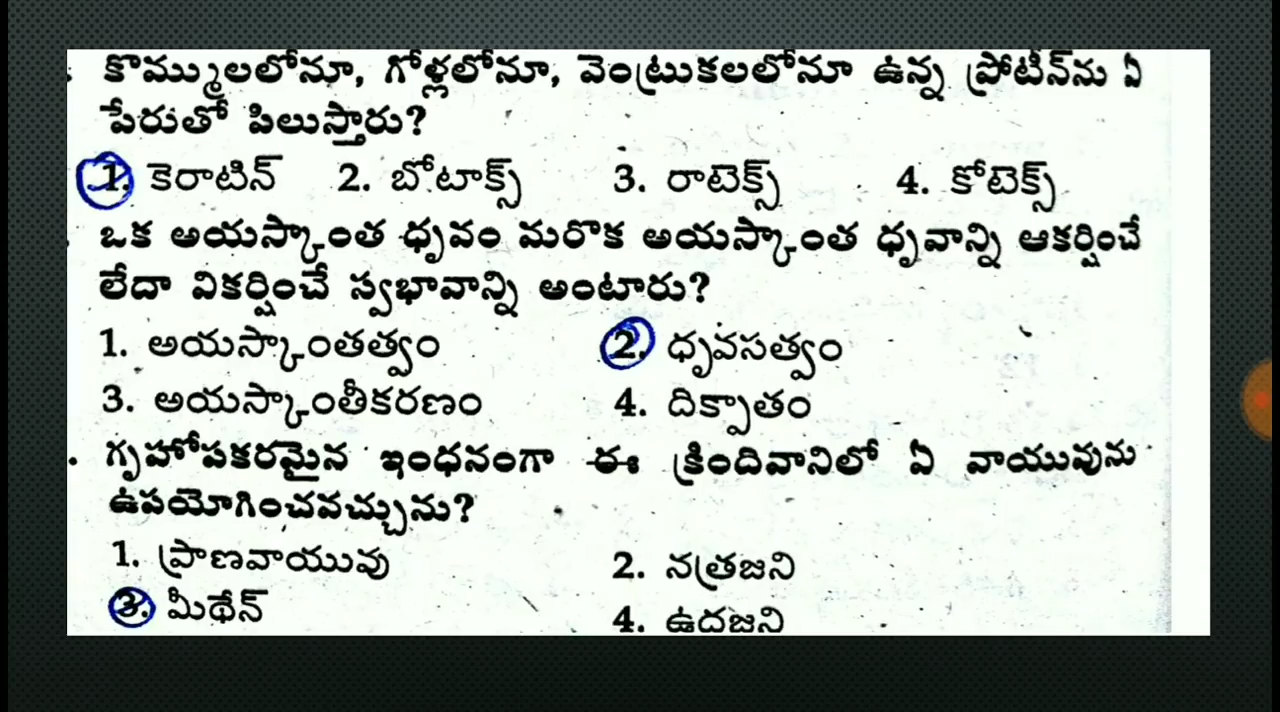 కొమ్ములలోనూ, గోళ్లలోనూ, వెంట్రుకలలోనూ ఉన్న ప్రోటీన్‌ను ఏ
పేరుతో పిలుస్తారు?
1. కెరాటిన్ 2. బోటాక్స్ 3. రాటెక్స్ 4. కోటెక్స్
ఒక అయస్కాంత ధృవం మరొక అయస్కాంత ధృవాన్ని ఆకర్షించే
లేదా వికర్షించే స్వభావాన్ని అంటారు?
1. అయస్కాంతత్వం 2. ధృవసత్వం
3. అయస్కాంతీకరణం 4. దిక్పాతం
గృహోపకరమైన ఇంధనంగా ఈ క్రిందివానిలో ఏ వాయువును
ఉపయోగించవచ్చును?
1. ప్రాణవాయువు 2. నత్రజని
3. మీథేన్ 4. ఉదజని